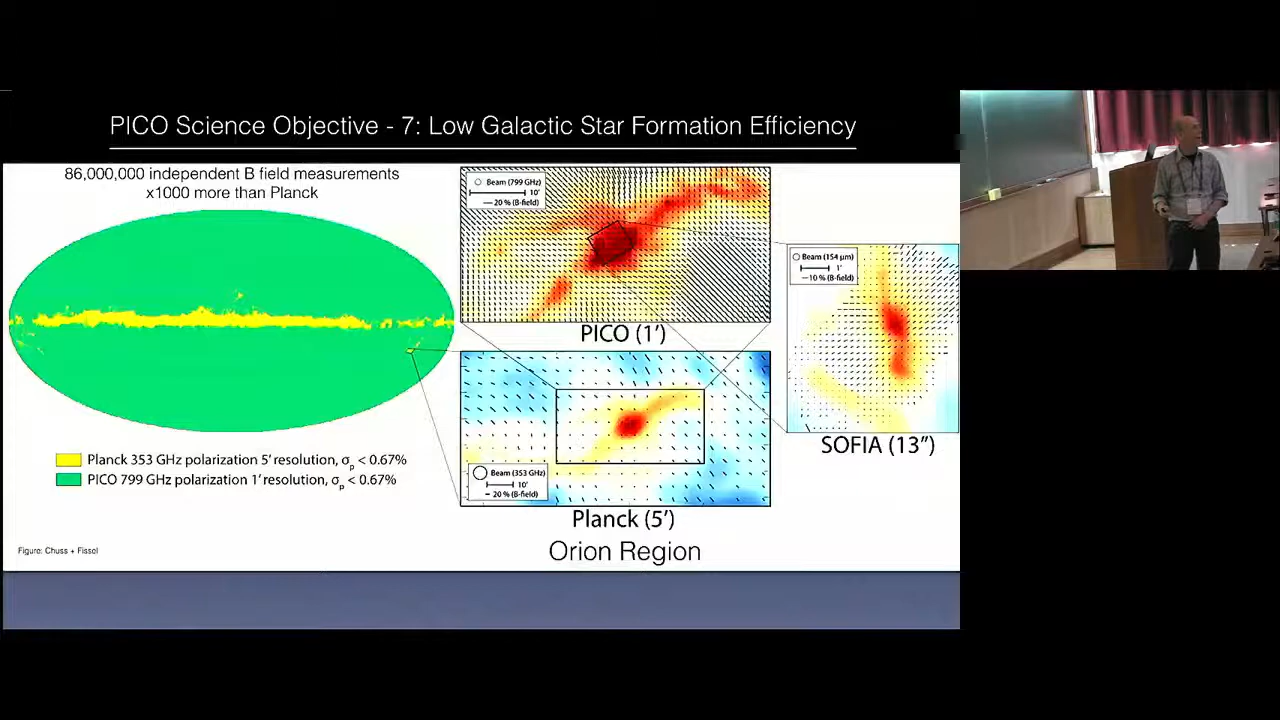 PICO Science Objective - 7: Low Galactic Star Formation Efficiency
86,000,000 independent B field measurements
x1000 more than Planck
Planck 353 GHz polarization 5' resolution, σp < 0.67%
PICO 799 GHz polarization 1' resolution, σp < 0.67%
Figure: Chuss + Fissel
Beam (799 GHz)
10'
20 % (B-field)
PICO (1')
Beam (353 GHz)
10'
20 % (B-field)
Planck (5')
Orion Region
Beam (154 µm)
1'
10 % (B-field)
SOFIA (13")